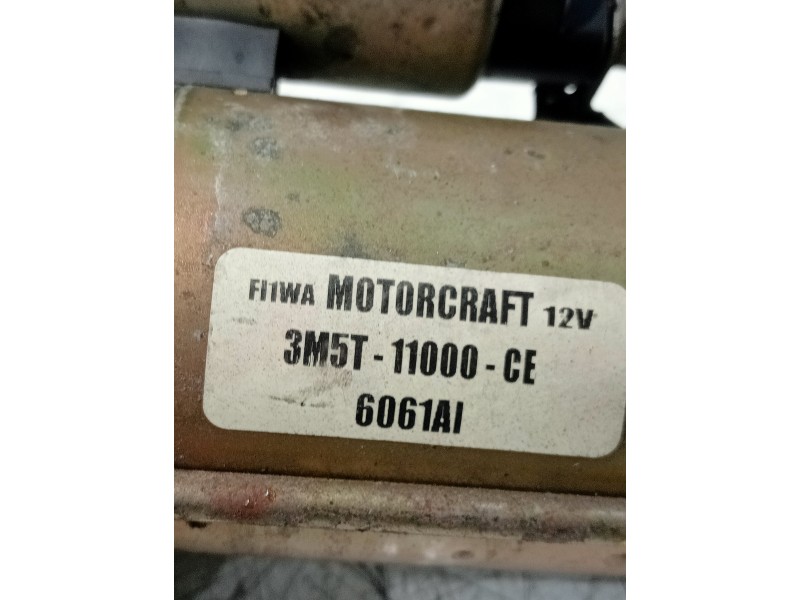 FI1WA MOTORCRAFT 12V
3M5T-11000-CE
6061AI